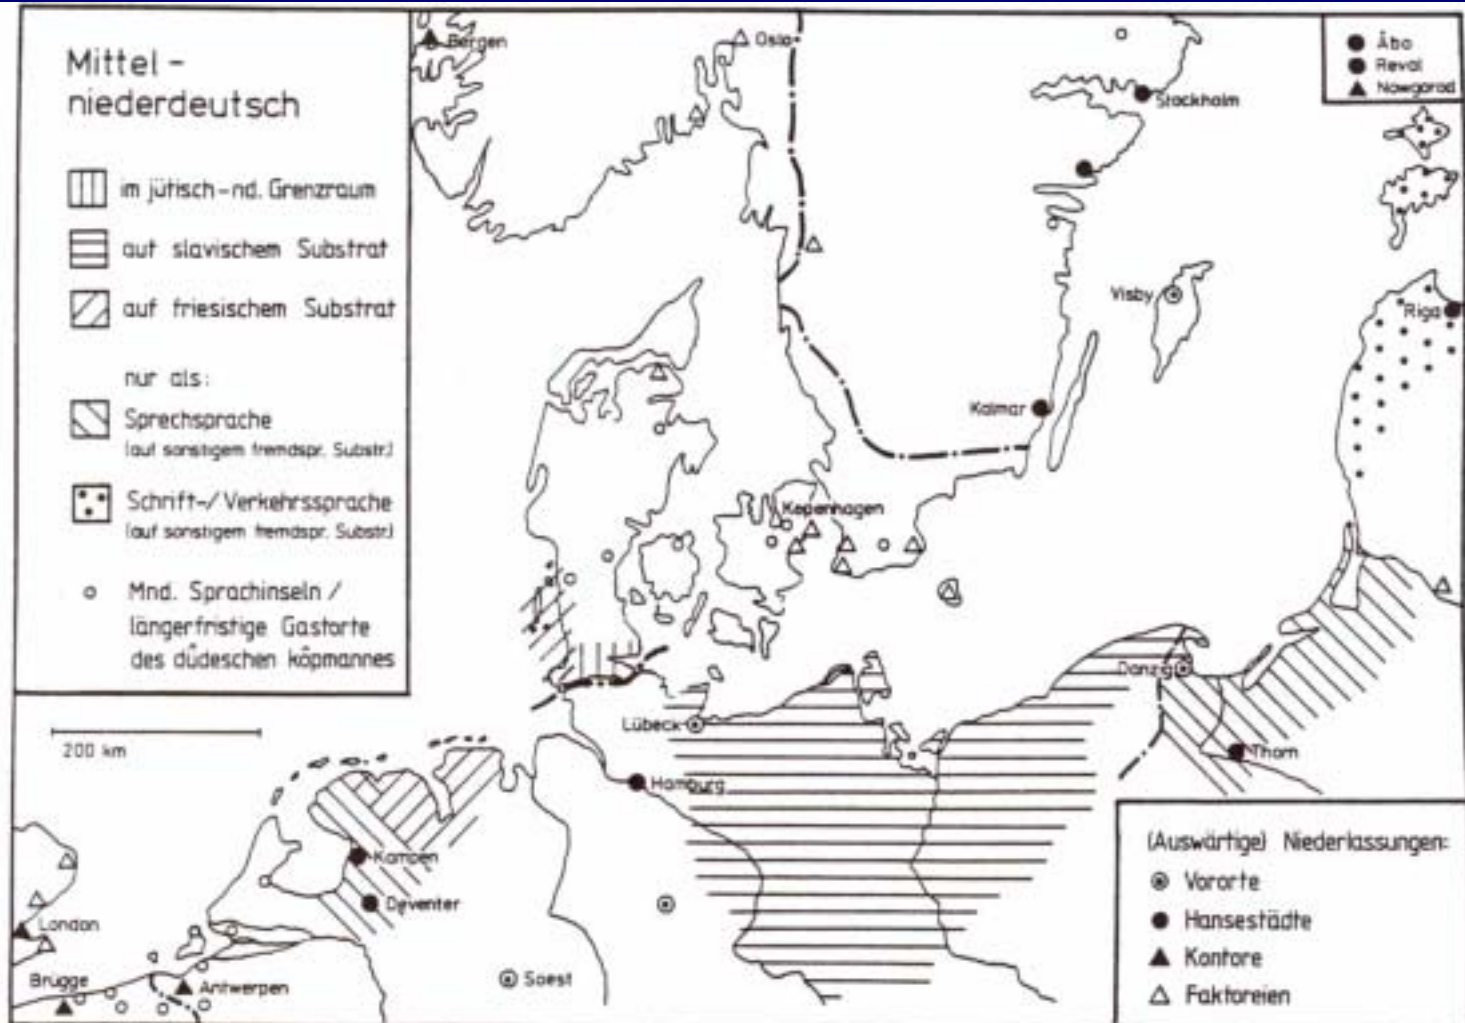 Mittel-
niederdeutsch
im jütisch-nd. Grenzraum
auf slavischem Substrat
auf friesischem Substrat
nur als:
Sprechsprache
(auf sonstigem fremdspr. Substr.)
Schrift-/Verkehrssprache
(auf sonstigem fremdspr. Substr.)
Mnd. Sprachinseln /
längerfristige Gastorte
des důdeschen kôpmannes
200 km
Bergen
Oslo
Stockholm
Åbo
Reval
Nowgorod
Visby
Riga
Kalmar
Kopenhagen
Danzig
Lübeck
Thorn
Hamburg
Kampen
Deventer
London
Brügge
Antwerpen
Soest
(Auswärtige) Niederlassungen:
Vororte
Hansestädte
Kontore
Faktoreien